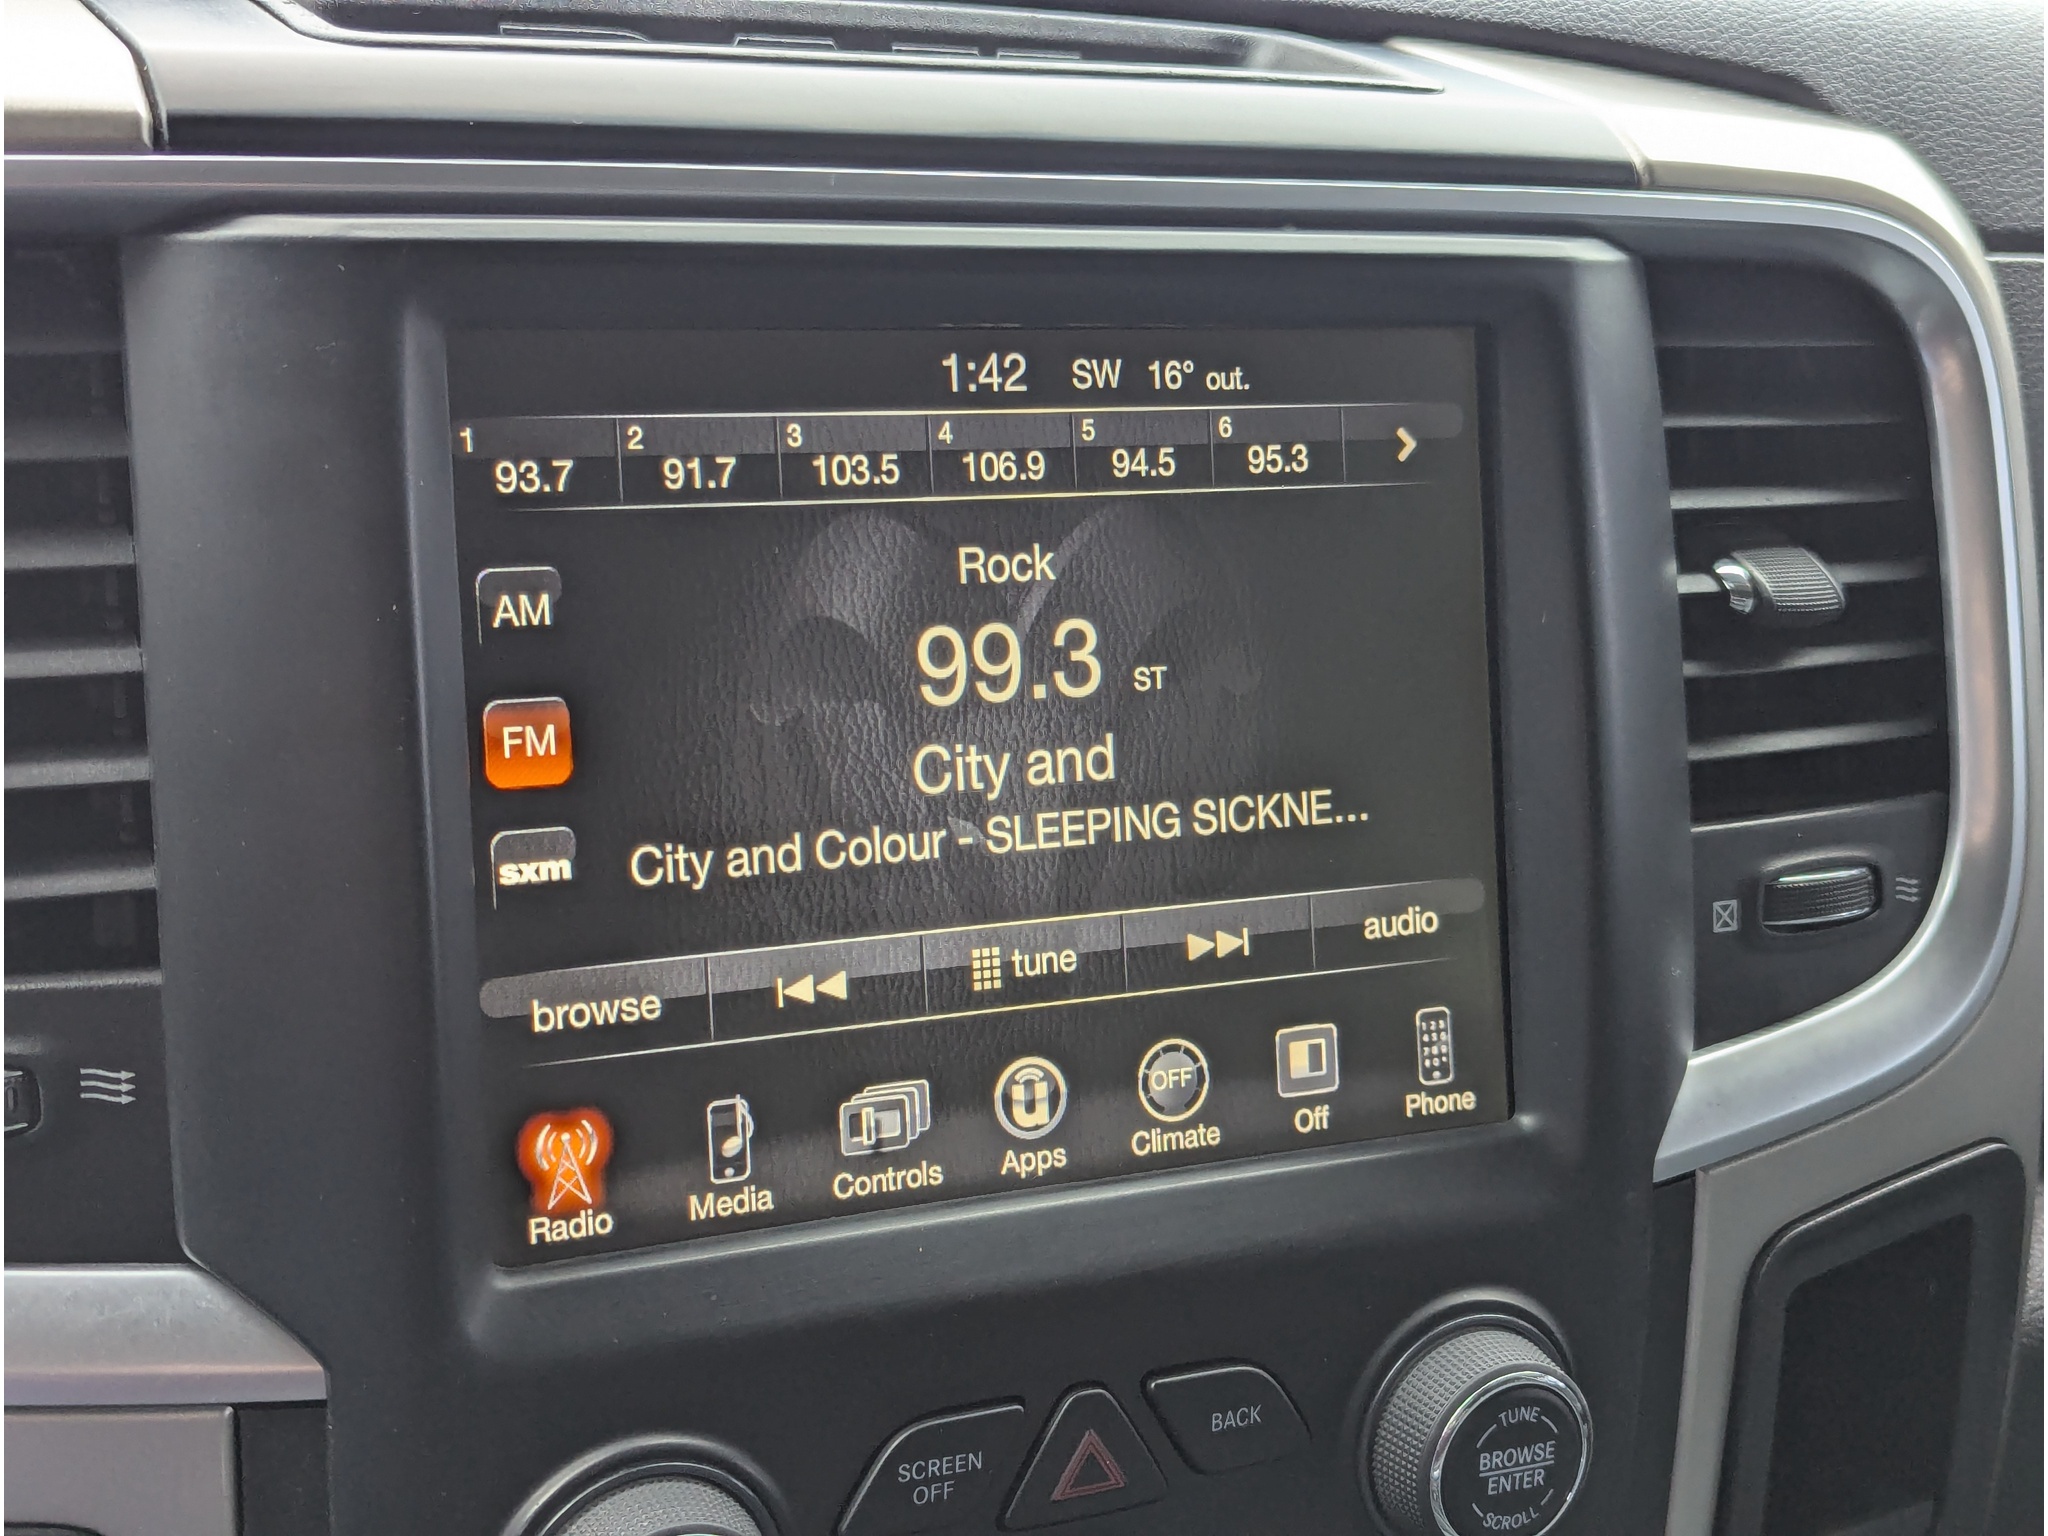 1:42 SW 16° out.
1 2 3 4 5 6
93.7 91.7 103.5 106.9 94.5 95.3
Rock
AM
99.3 ST
FM
City and
City and Colour - SLEEPING SICKNE...
sxm
browse tune audio
OFF
Radio Media Controls Apps Climate Off Phone
SCREEN
OFF
BACK
TUNE
BROWSE
ENTER
SCROLL